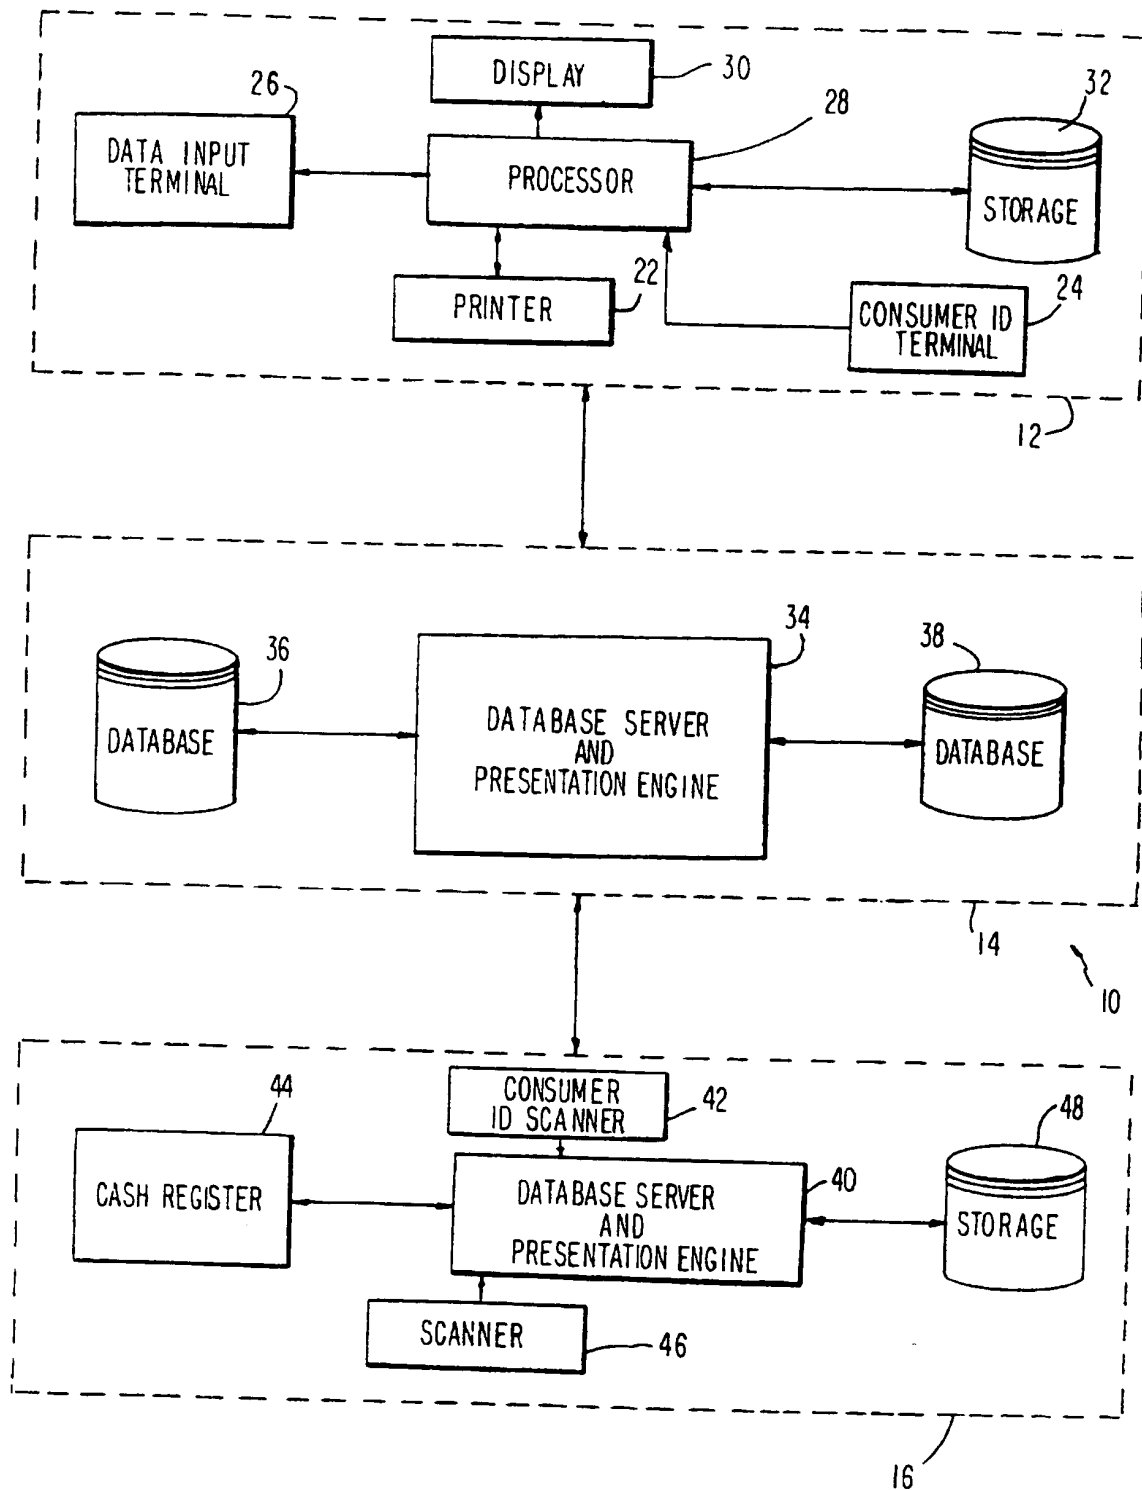 DISPLAY
30
26
28
32
DATA INPUT
TERMINAL
PROCESSOR
STORAGE
22
24
PRINTER
CONSUMER ID
TERMINAL
12
34
36
38
DATABASE
DATABASE SERVER
AND
PRESENTATION ENGINE
DATABASE
14
10
44
CONSUMER
ID SCANNER
42
48
CASH REGISTER
DATABASE SERVER
AND
PRESENTATION ENGINE
40
STORAGE
SCANNER
46
16